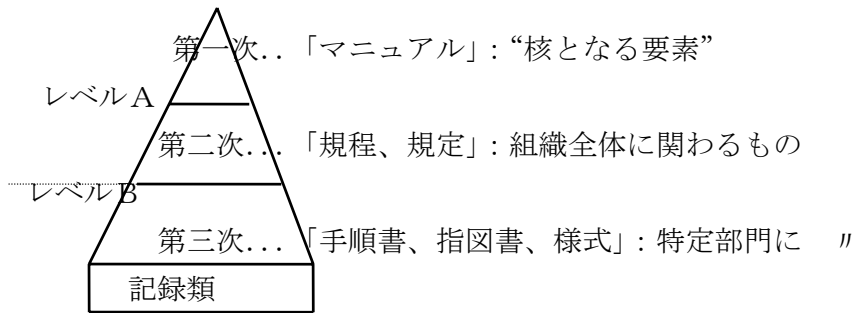 第一次..「マニュアル」: “核となる要素”
レベルA
第二次...「規程、規定」: 組織全体に関わるもの
レベルB
第三次...「手順書、指図書、様式」: 特定部門に 〃
記録類